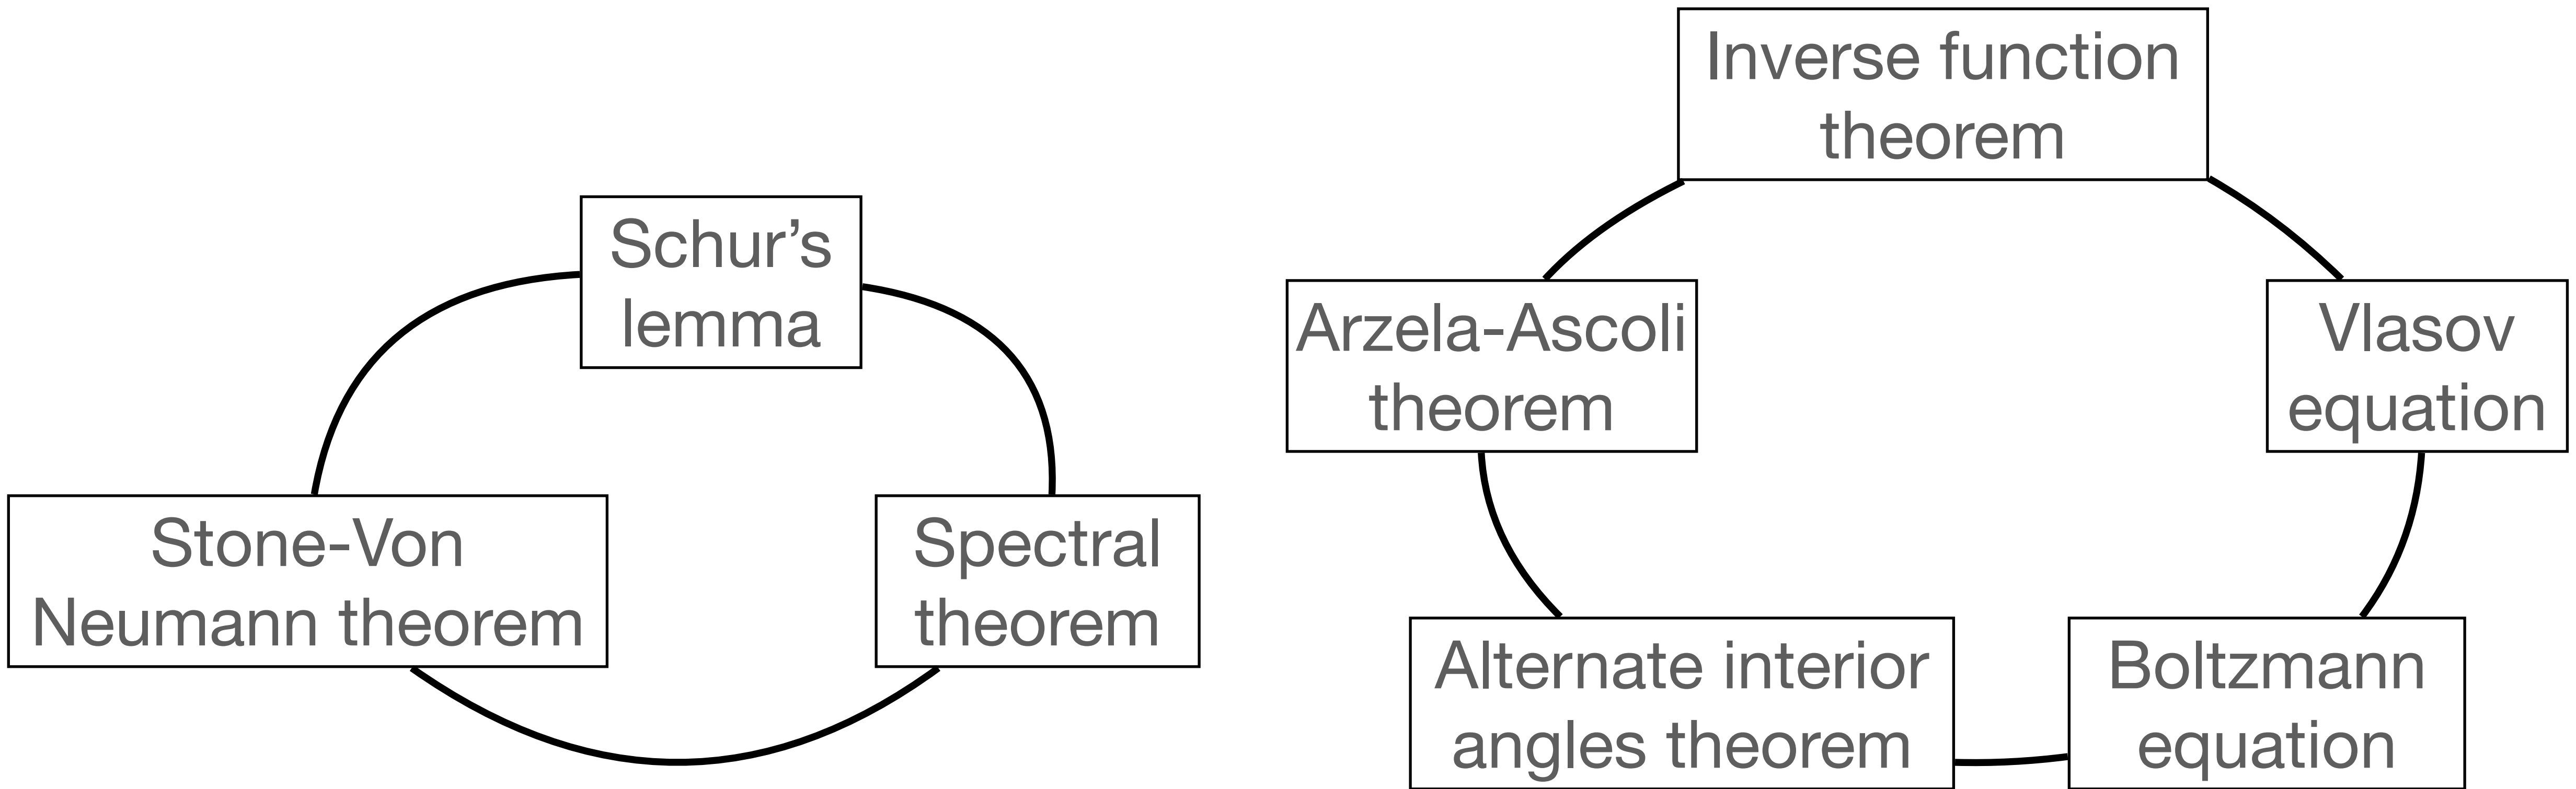 Schur’s
lemma
Stone-Von
Neumann theorem
Spectral
theorem
Inverse function
theorem
Arzela-Ascoli
theorem
Vlasov
equation
Alternate interior
angles theorem
Boltzmann
equation